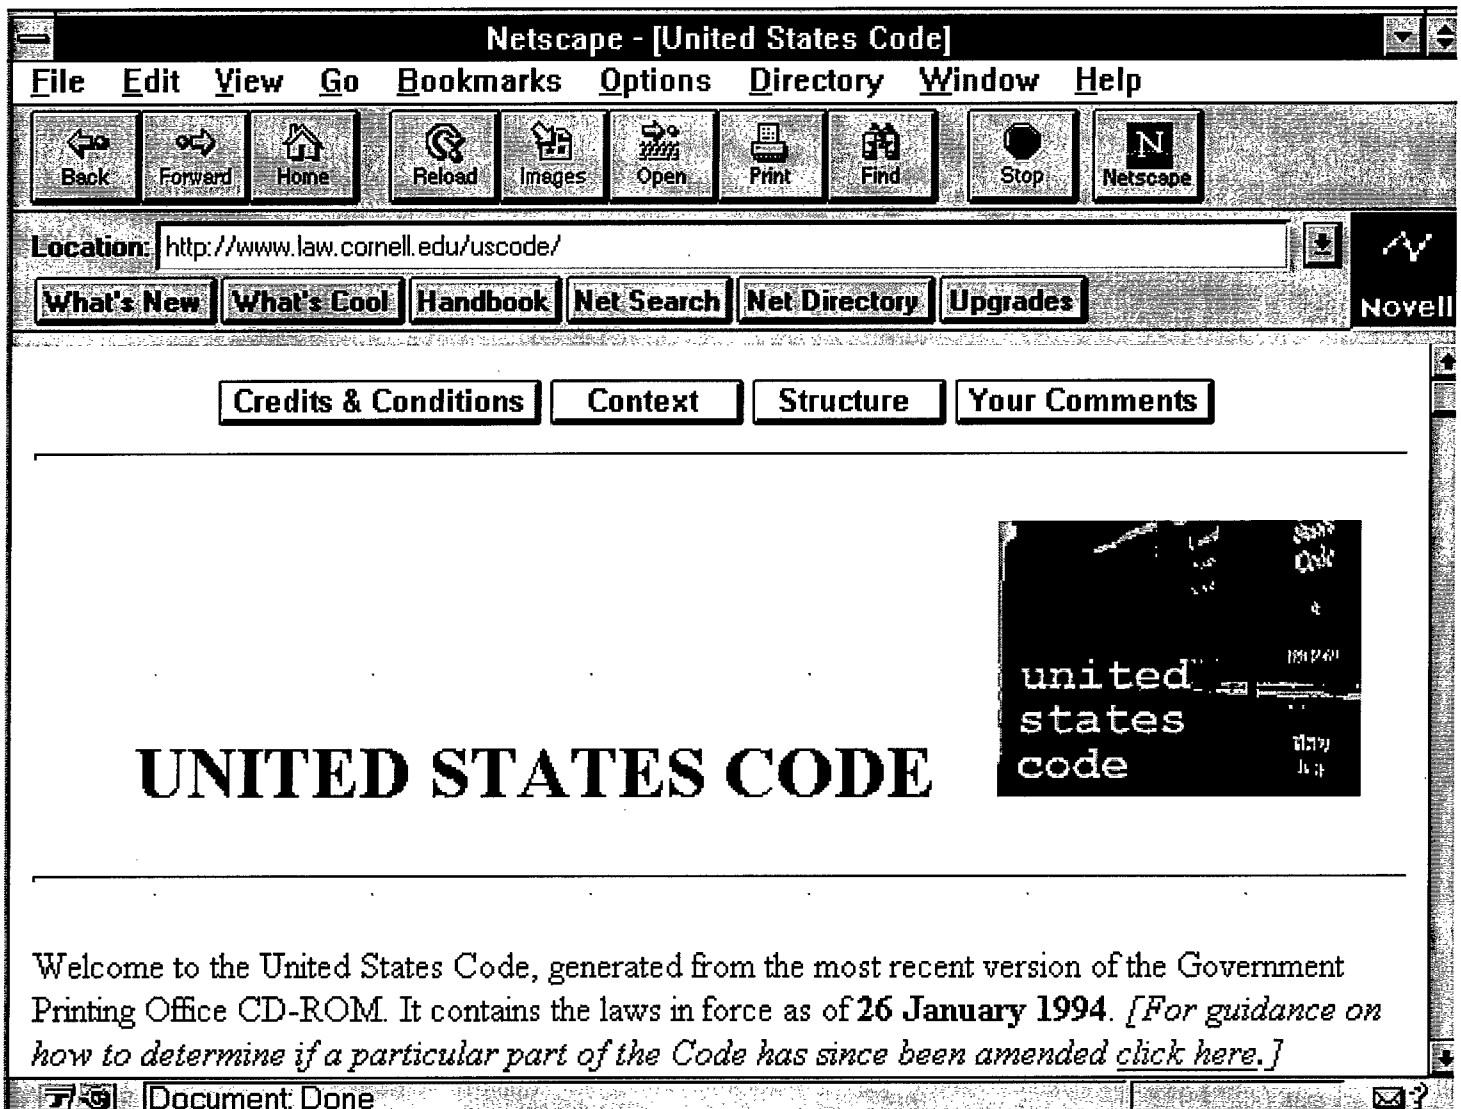 Netscape - [United States Code]
File Edit View Go Bookmarks Options Directory Window Help
Back Forward Home Reload Images Open Print Find Stop N Netscape
Location: http://www.law.cornell.edu/uscode/
What's New What's Cool Handbook Net Search Net Directory Upgrades
Novell
Credits & Conditions Context Structure Your Comments
Code
united
states
code
UNITED STATES CODE
Welcome to the United States Code, generated from the most recent version of the Government
Printing Office CD-ROM. It contains the laws in force as of 26 January 1994. [For guidance on
how to determine if a particular part of the Code has since been amended click here.]
Document: Done